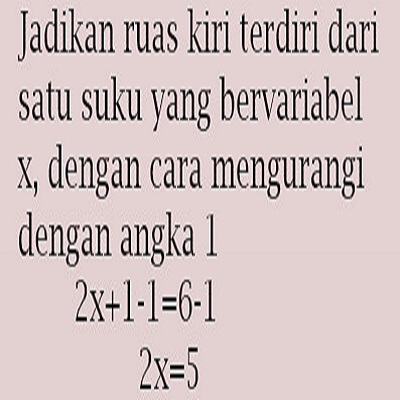 Jadikan ruas kiri terdiri dari
satu suku yang bervariabel
x, dengan cara mengurangi
dengan angka 1
2x+1-1=6-1
2x=5